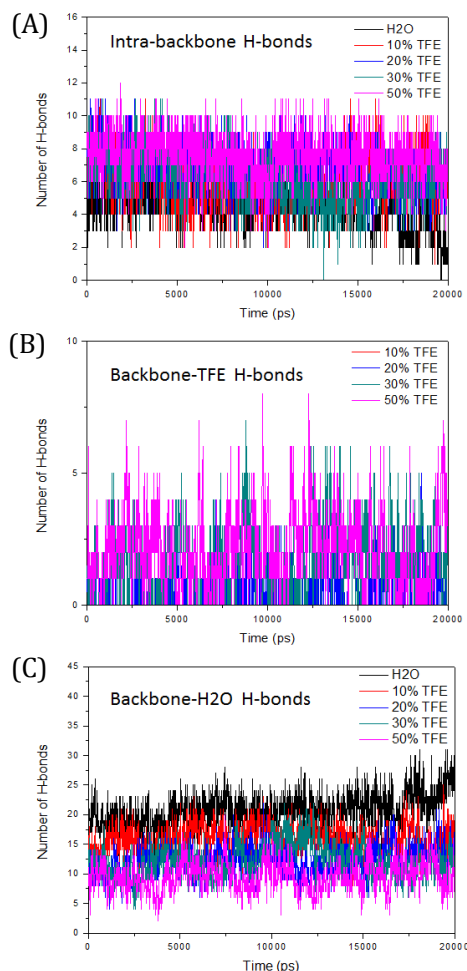 (A)
Intra-backbone H-bonds
H2O
10% TFE
20% TFE
30% TFE
50% TFE
16
14
12
10
8
6
4
2
0
Number of H-bonds
0 5000 10000 15000 20000
Time (ps)
(B)
Backbone-TFE H-bonds
10% TFE
20% TFE
30% TFE
50% TFE
10
5
0
Number of H-bonds
0 5000 10000 15000 20000
Time (ps)
(C)
Backbone-H2O H-bonds
H2O
10% TFE
20% TFE
30% TFE
50% TFE
45
40
35
30
25
20
15
10
5
0
Number of H-bonds
0 5000 10000 15000 20000
Time (ps)